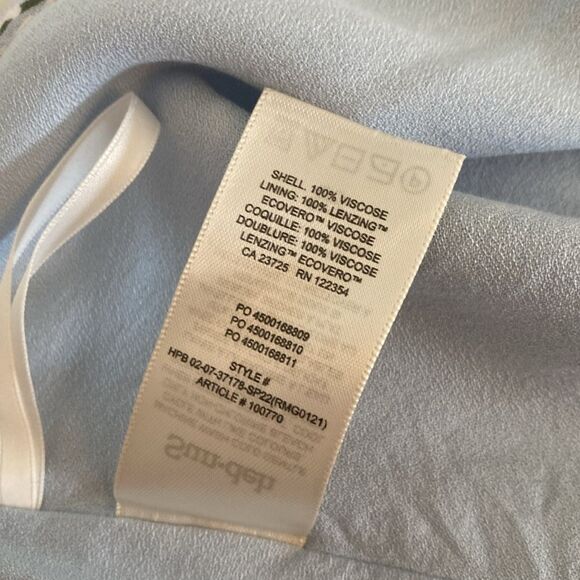 SHELL. 100% VISCOSE
LINING: 100% LENZING™
ECOVERO™ VISCOSE
COQUILLE: 100% VISCOSE
DOUBLURE: 100% VISCOSE
LENZING™ ECOVERO™
CA 23725 RN 122354
PO 4500168809
PO 4500168810
PO 4500168811
STYLE #
HPB 02-07-37178-SP22(RMG0121)
ARTICLE # 100770